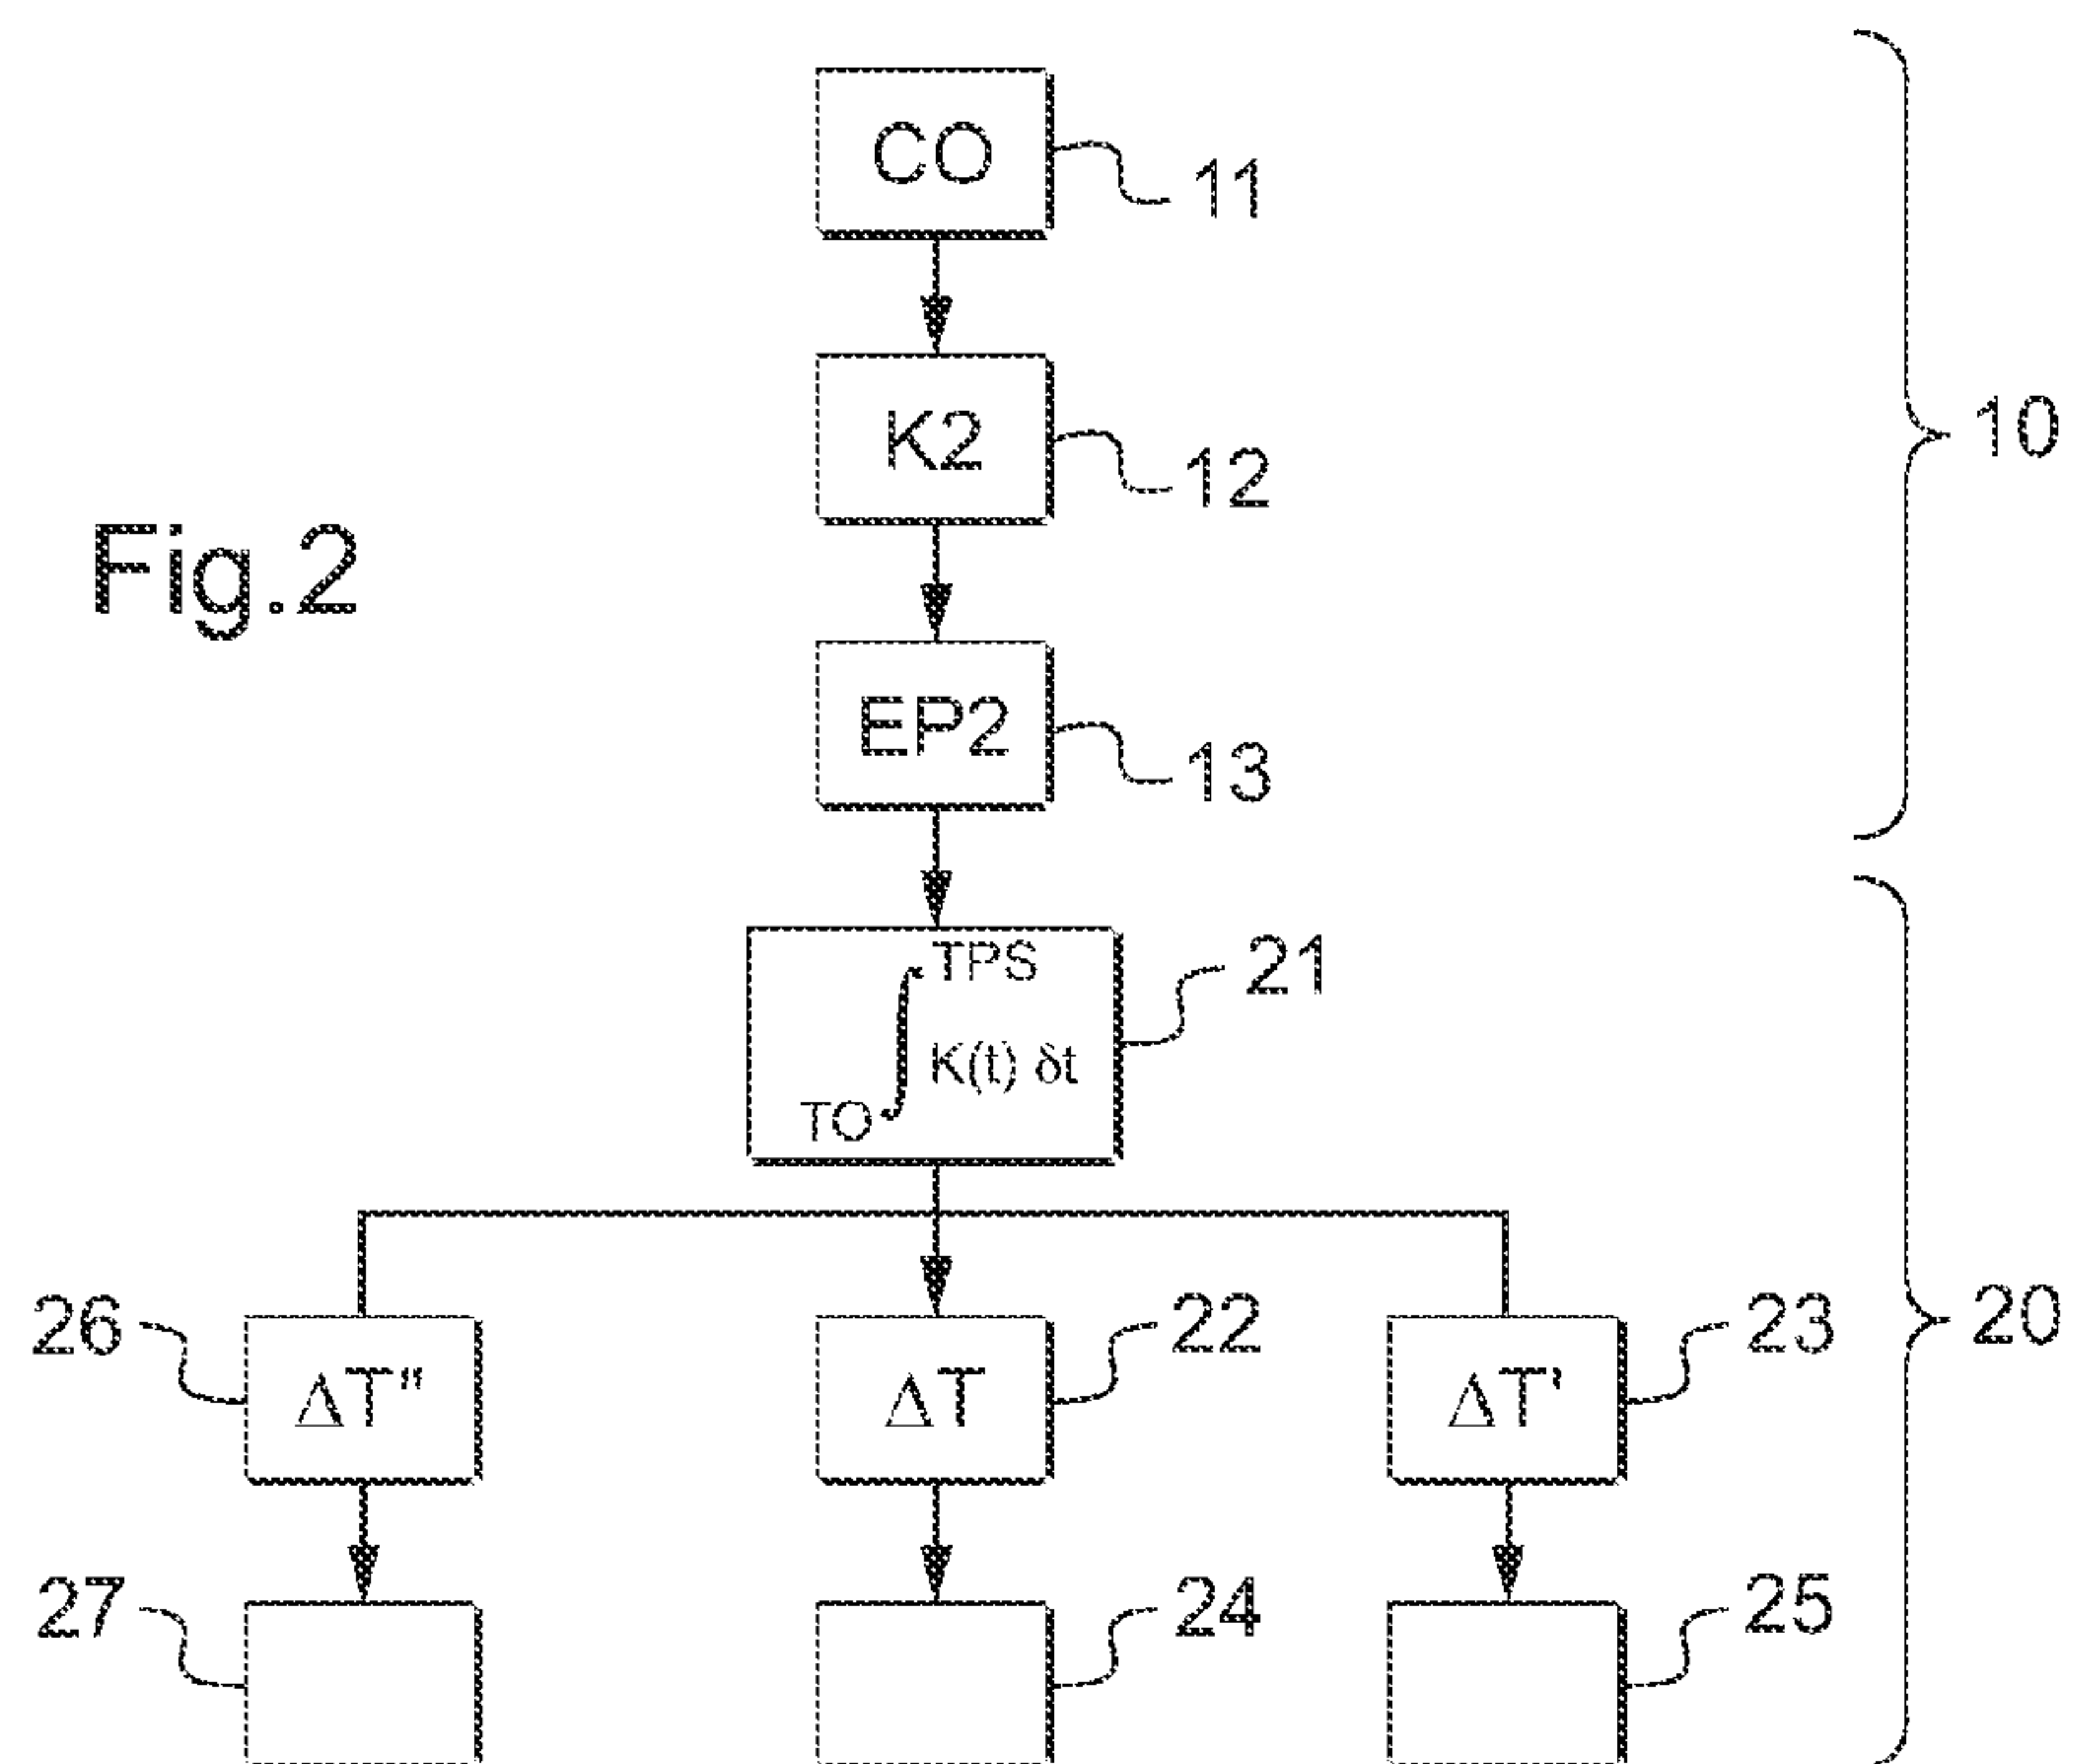 CO
11
K2
12
10
Fig.2
EP2
13
TPS
21
K(t) δt
TO
26
22
23
20
ΔT"
ΔT
ΔT'
27
24
25